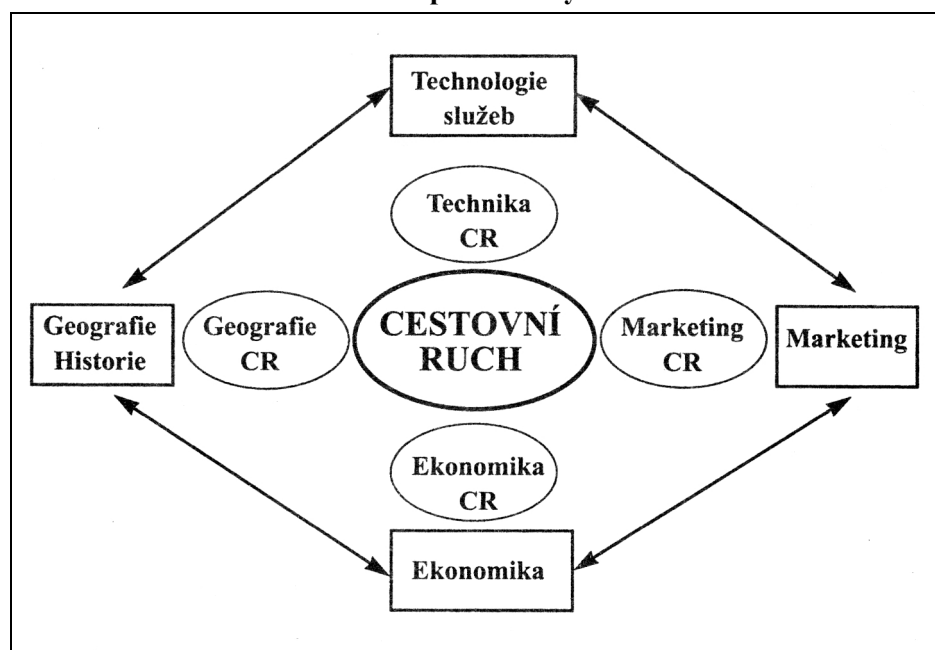 Technologie
služeb
Technika
CR
Geografie
Historie
Geografie
CR
CESTOVNÍ
RUCH
Marketing
CR
Marketing
Ekonomika
CR
Ekonomika